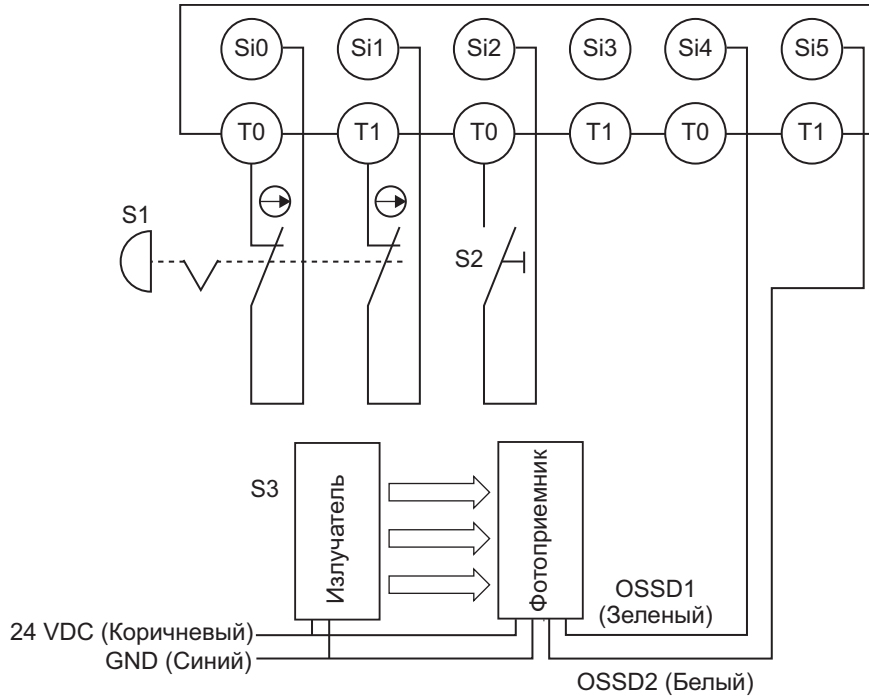 Si0 Si1 Si2 Si3 Si4 Si5
T0 T1 T0 T1 T0 T1
S1
S2
S3
Излучатель
Фотоприемник
OSSD1
(Зеленый)
24 VDC (Коричневый)
GND (Синий)
OSSD2 (Белый)